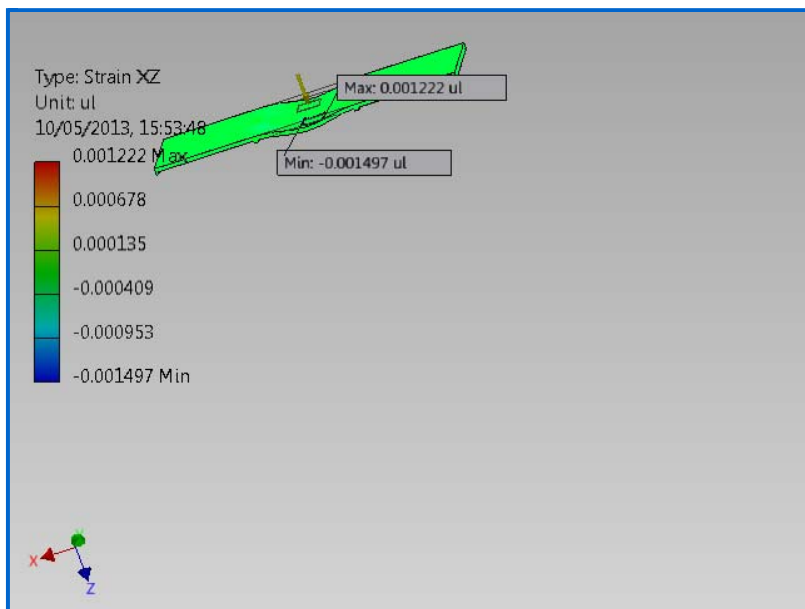 Type: Strain XZ
Unit: ul
10/05/2013, 15:53:48
0.001222 Max
0.000678
0.000135
-0.000409
-0.000953
-0.001497 Min
Max: 0.001222 ul
Min: -0.001497 ul
Y
X
Z